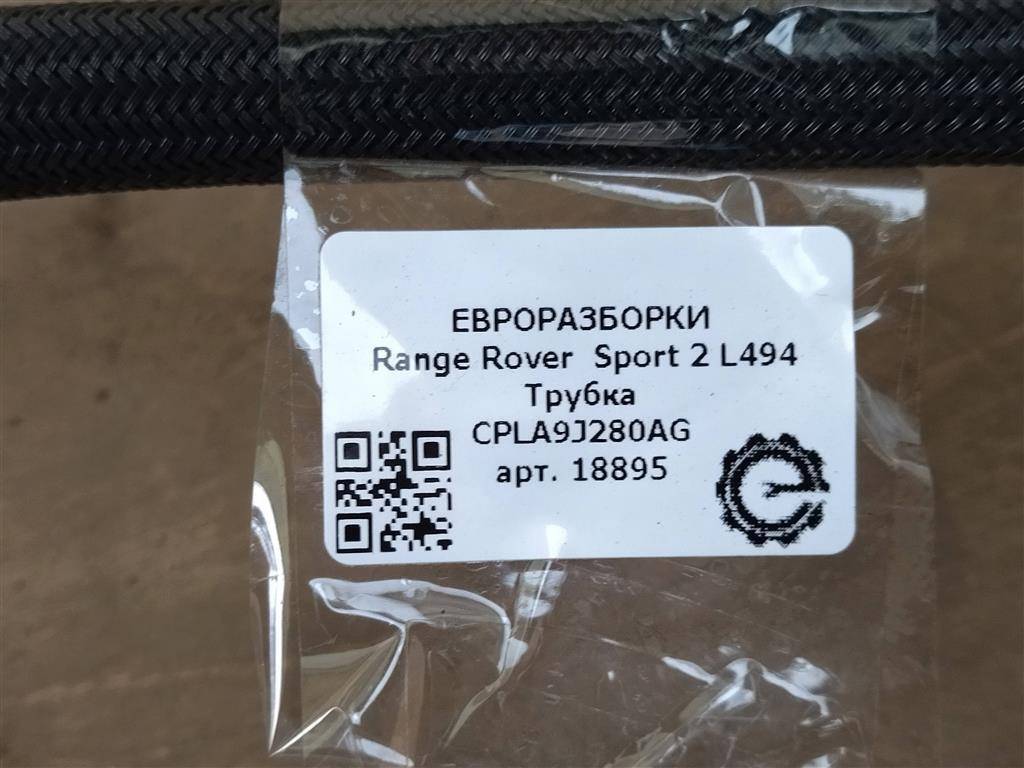 ЕВРОРАЗБОРКИ
Range Rover Sport 2 L494
Трубка
CPLA9J280AG
арт. 18895